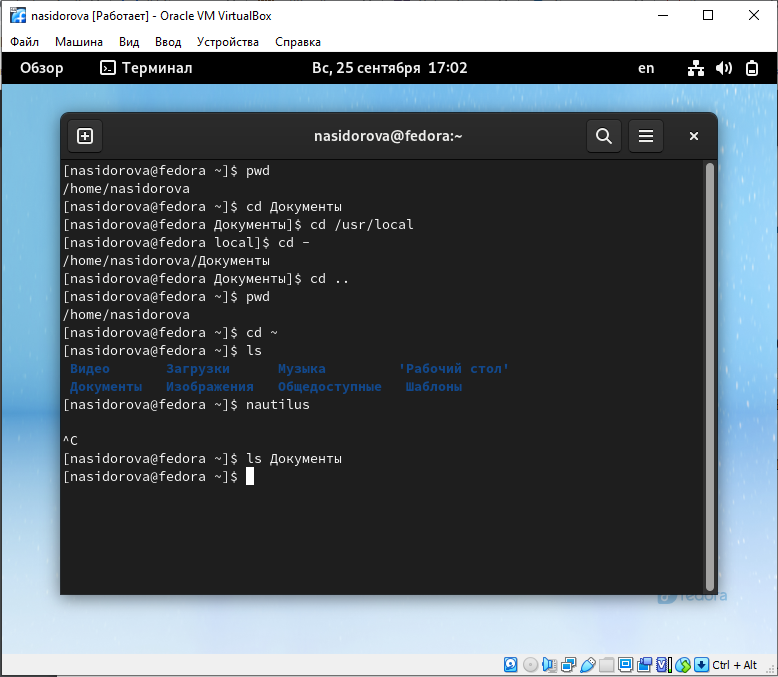 nasidorova [Работает] - Oracle VM VirtualBox
Файл Машина Вид Ввод Устройства Справка
Обзор Терминал Вс, 25 сентября 17:02 en
nasidorova@fedora:~
[nasidorova@fedora ~]$ pwd
/home/nasidorova
[nasidorova@fedora ~]$ cd Документы
[nasidorova@fedora Документы]$ cd /usr/local
[nasidorova@fedora local]$ cd -
/home/nasidorova/Документы
[nasidorova@fedora Документы]$ cd ..
[nasidorova@fedora ~]$ pwd
/home/nasidorova
[nasidorova@fedora ~]$ cd ~
[nasidorova@fedora ~]$ ls
Видео Загрузки Музыка 'Рабочий стол'
Документы Изображения Общедоступные Шаблоны
[nasidorova@fedora ~]$ nautilus
^C
[nasidorova@fedora ~]$ ls Документы
[nasidorova@fedora ~]$
fedora
Ctrl + Alt